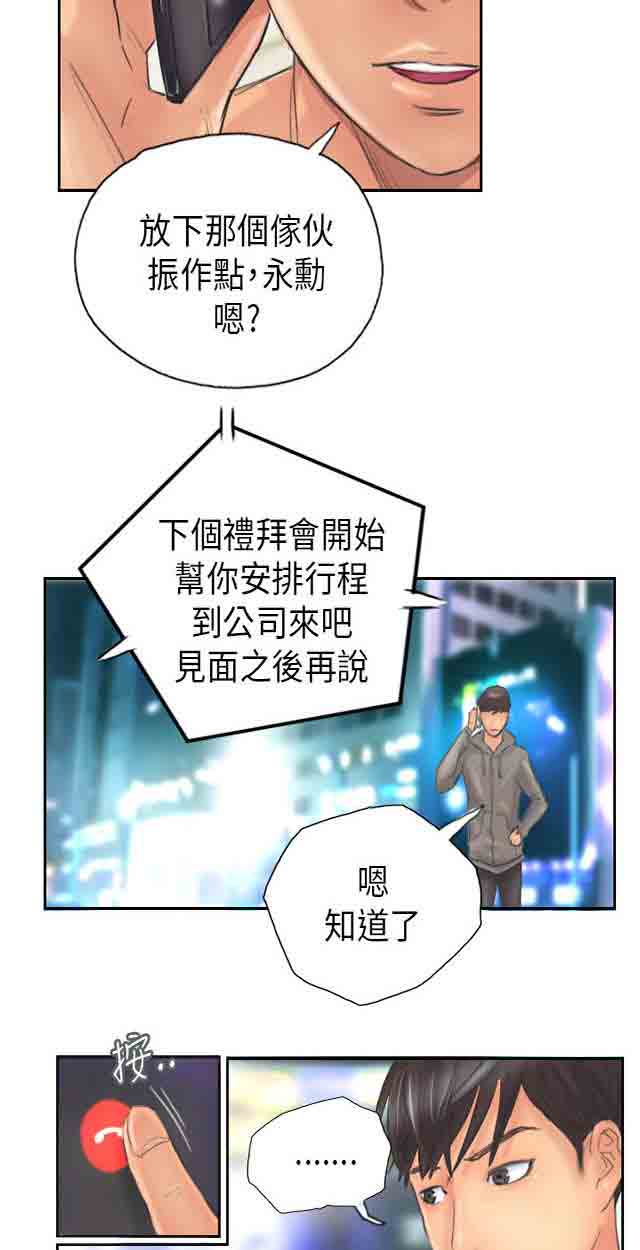 放下那個傢伙
振作點,永勳
嗯?
下個禮拜會開始
幫你安排行程
到公司來吧
見面之後再說
嗯
知道了
按..
.......